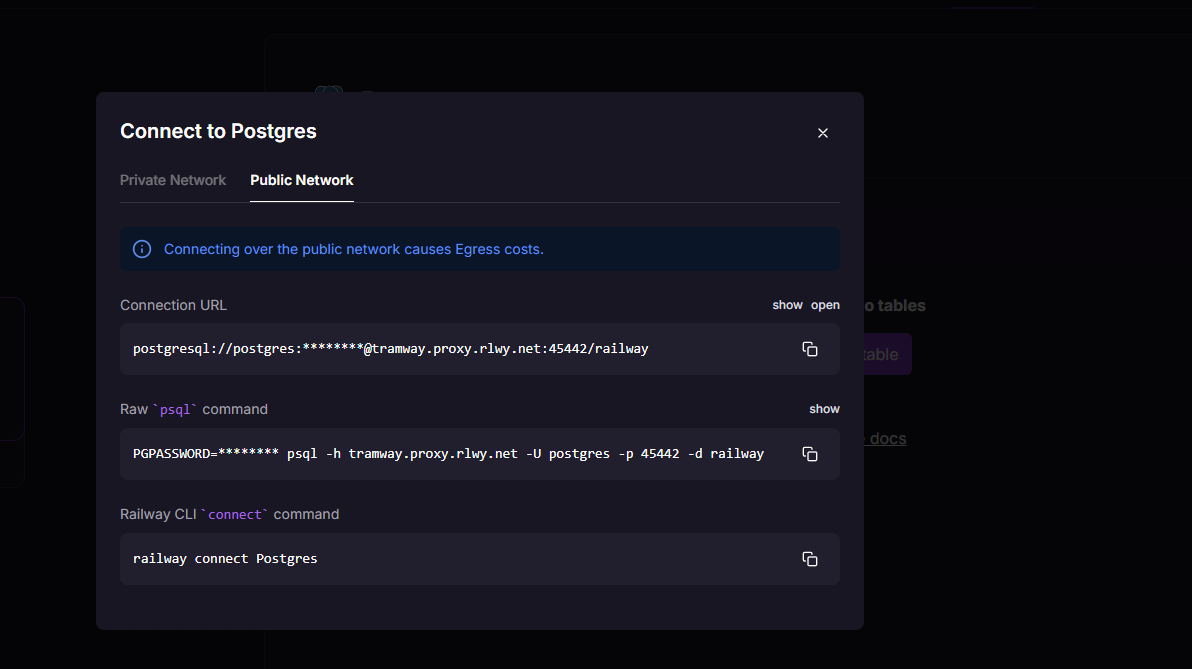 Connect to Postgres
Private Network Public Network
Connecting over the public network causes Egress costs.
Connection URL show open
postgresql://postgres:********@tramway.proxy.rlwy.net:45442/railway
Raw `psql` command show
PGPASSWORD=******** psql -h tramway.proxy.rlwy.net -U postgres -p 45442 -d railway
Railway CLI `connect` command
railway connect Postgres
tables
table
docs